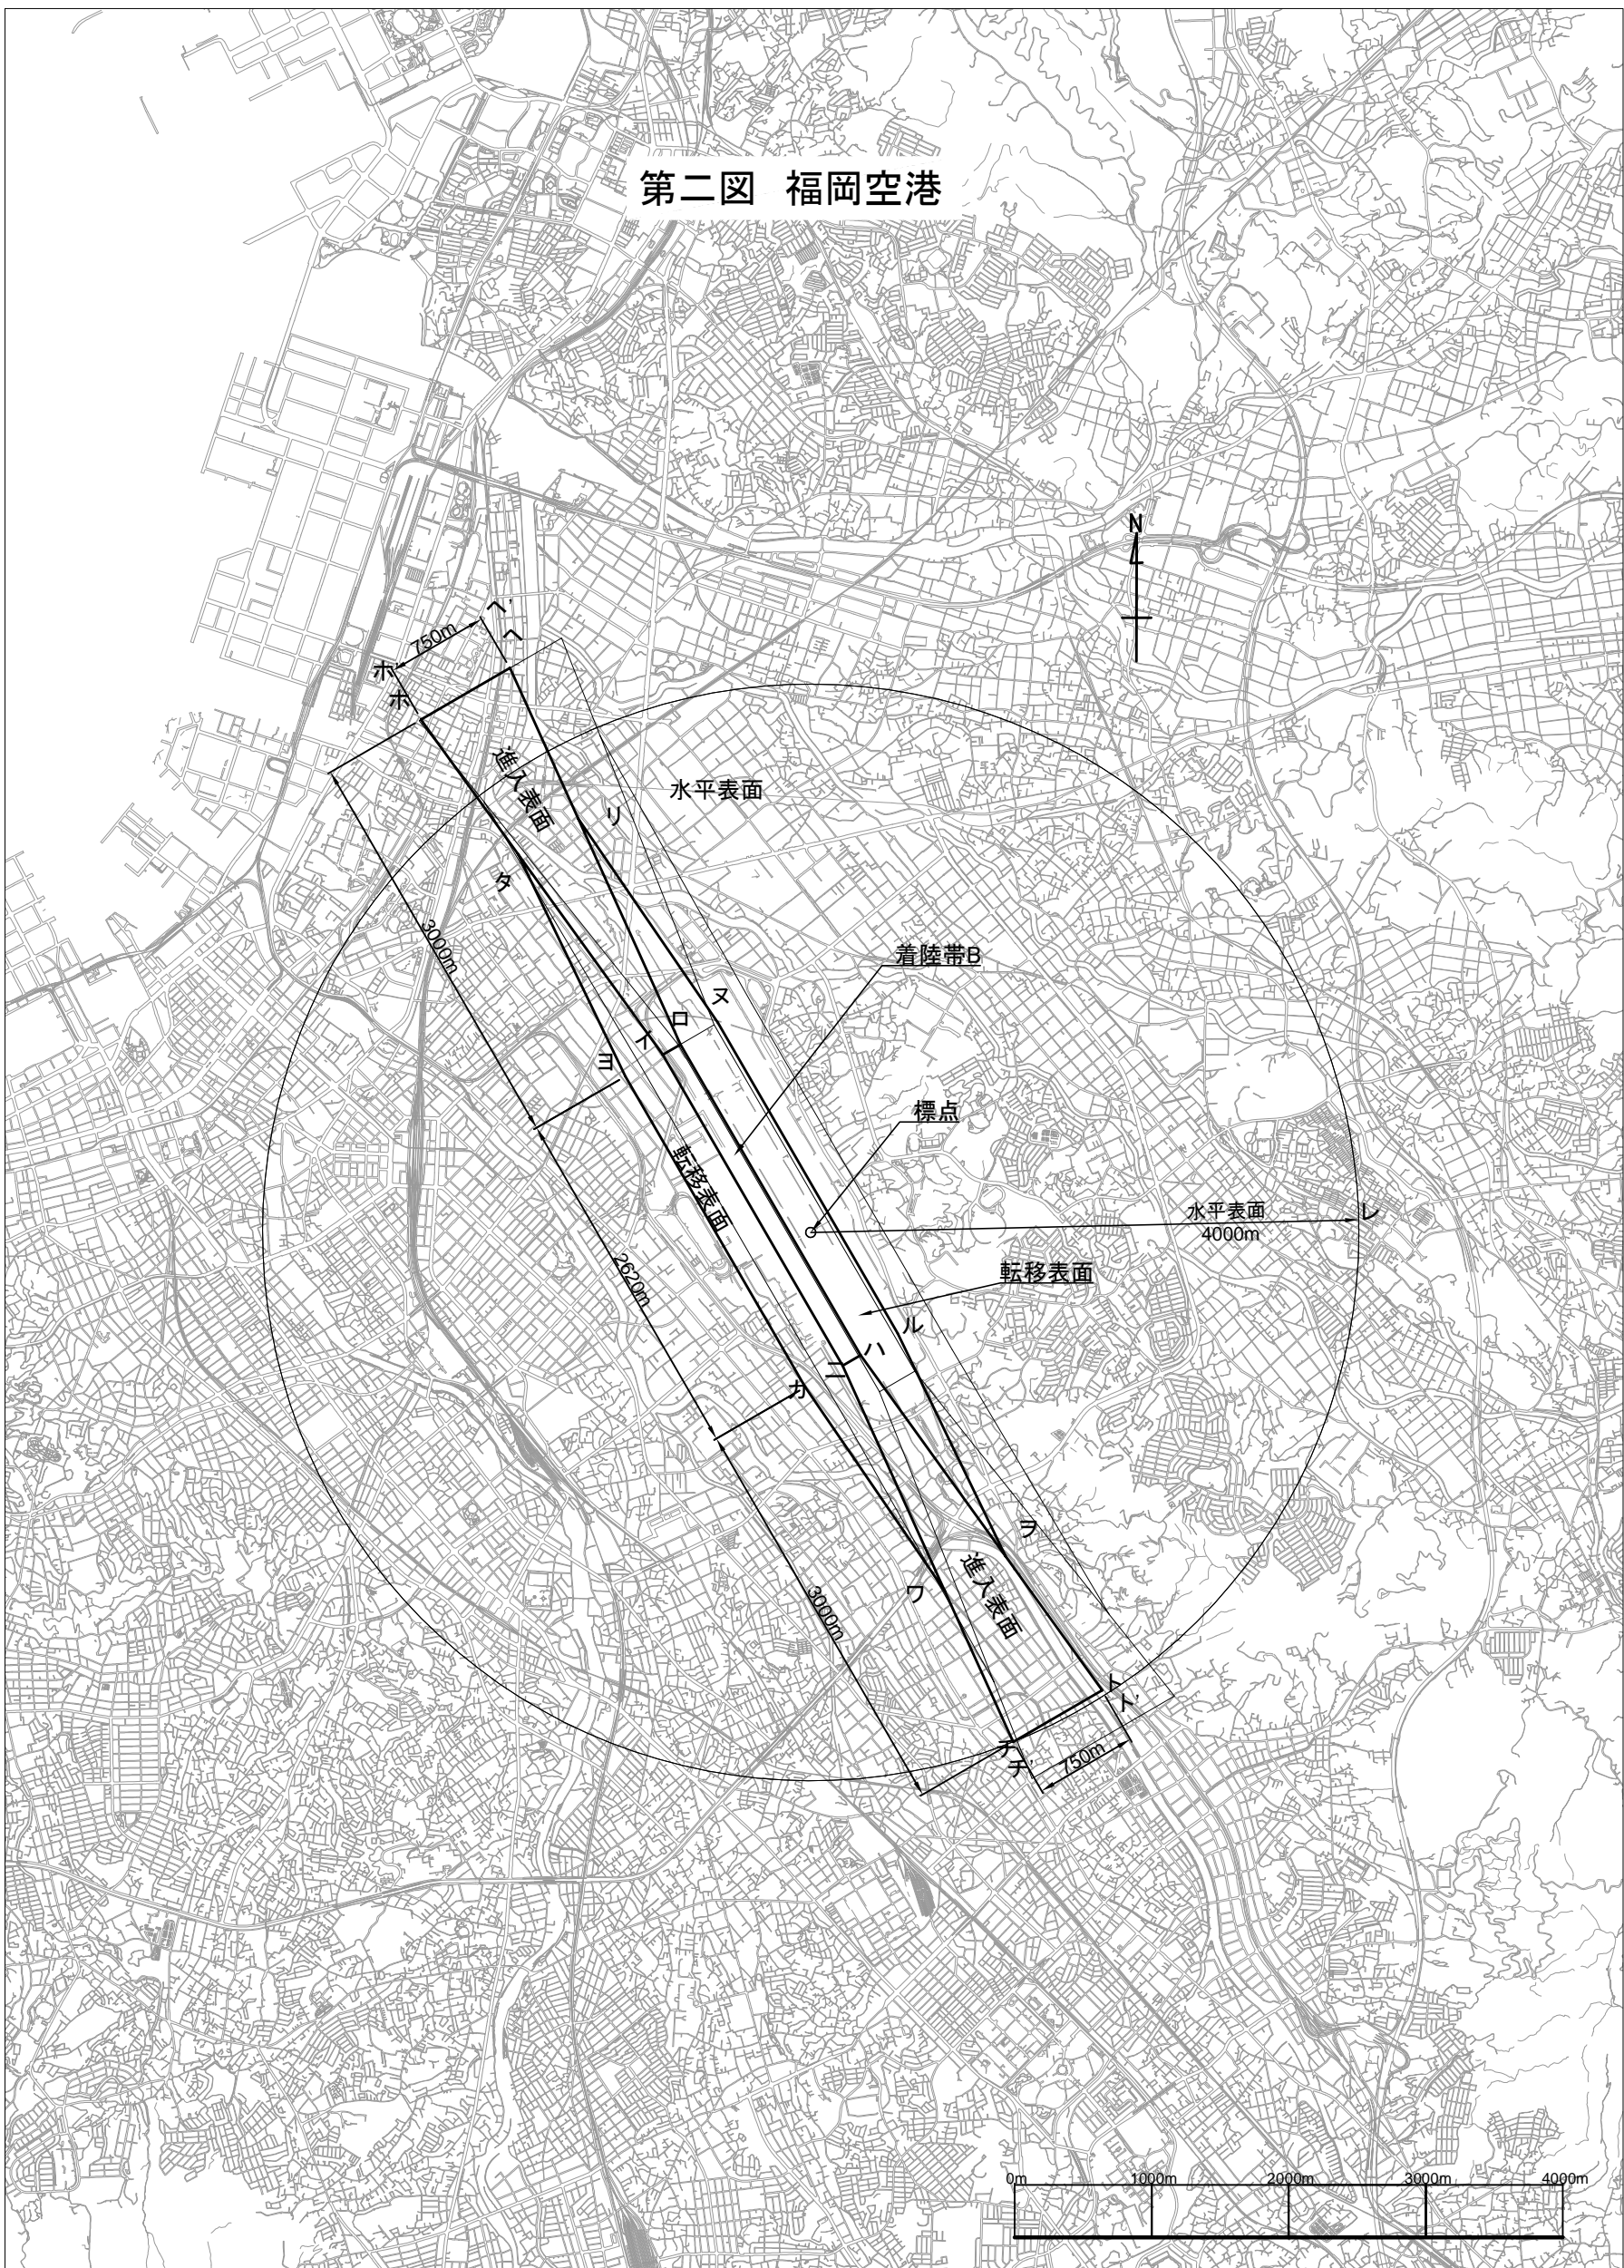 第二図　福岡空港
N
ヘ'
ヘ
750m
ホ'
ホ
進入表面
水平表面
リ
タ
3000m
着陸帯B
ヌ
ロ
イ
ヨ
標点
転移表面
水平表面
4000m
レ
2620m
転移表面
ル
ハ
ニ
カ
ヲ
進入表面
ワ
3000m
ト
ト'
チ
チ'
750m
0m 1000m 2000m 3000m 4000m